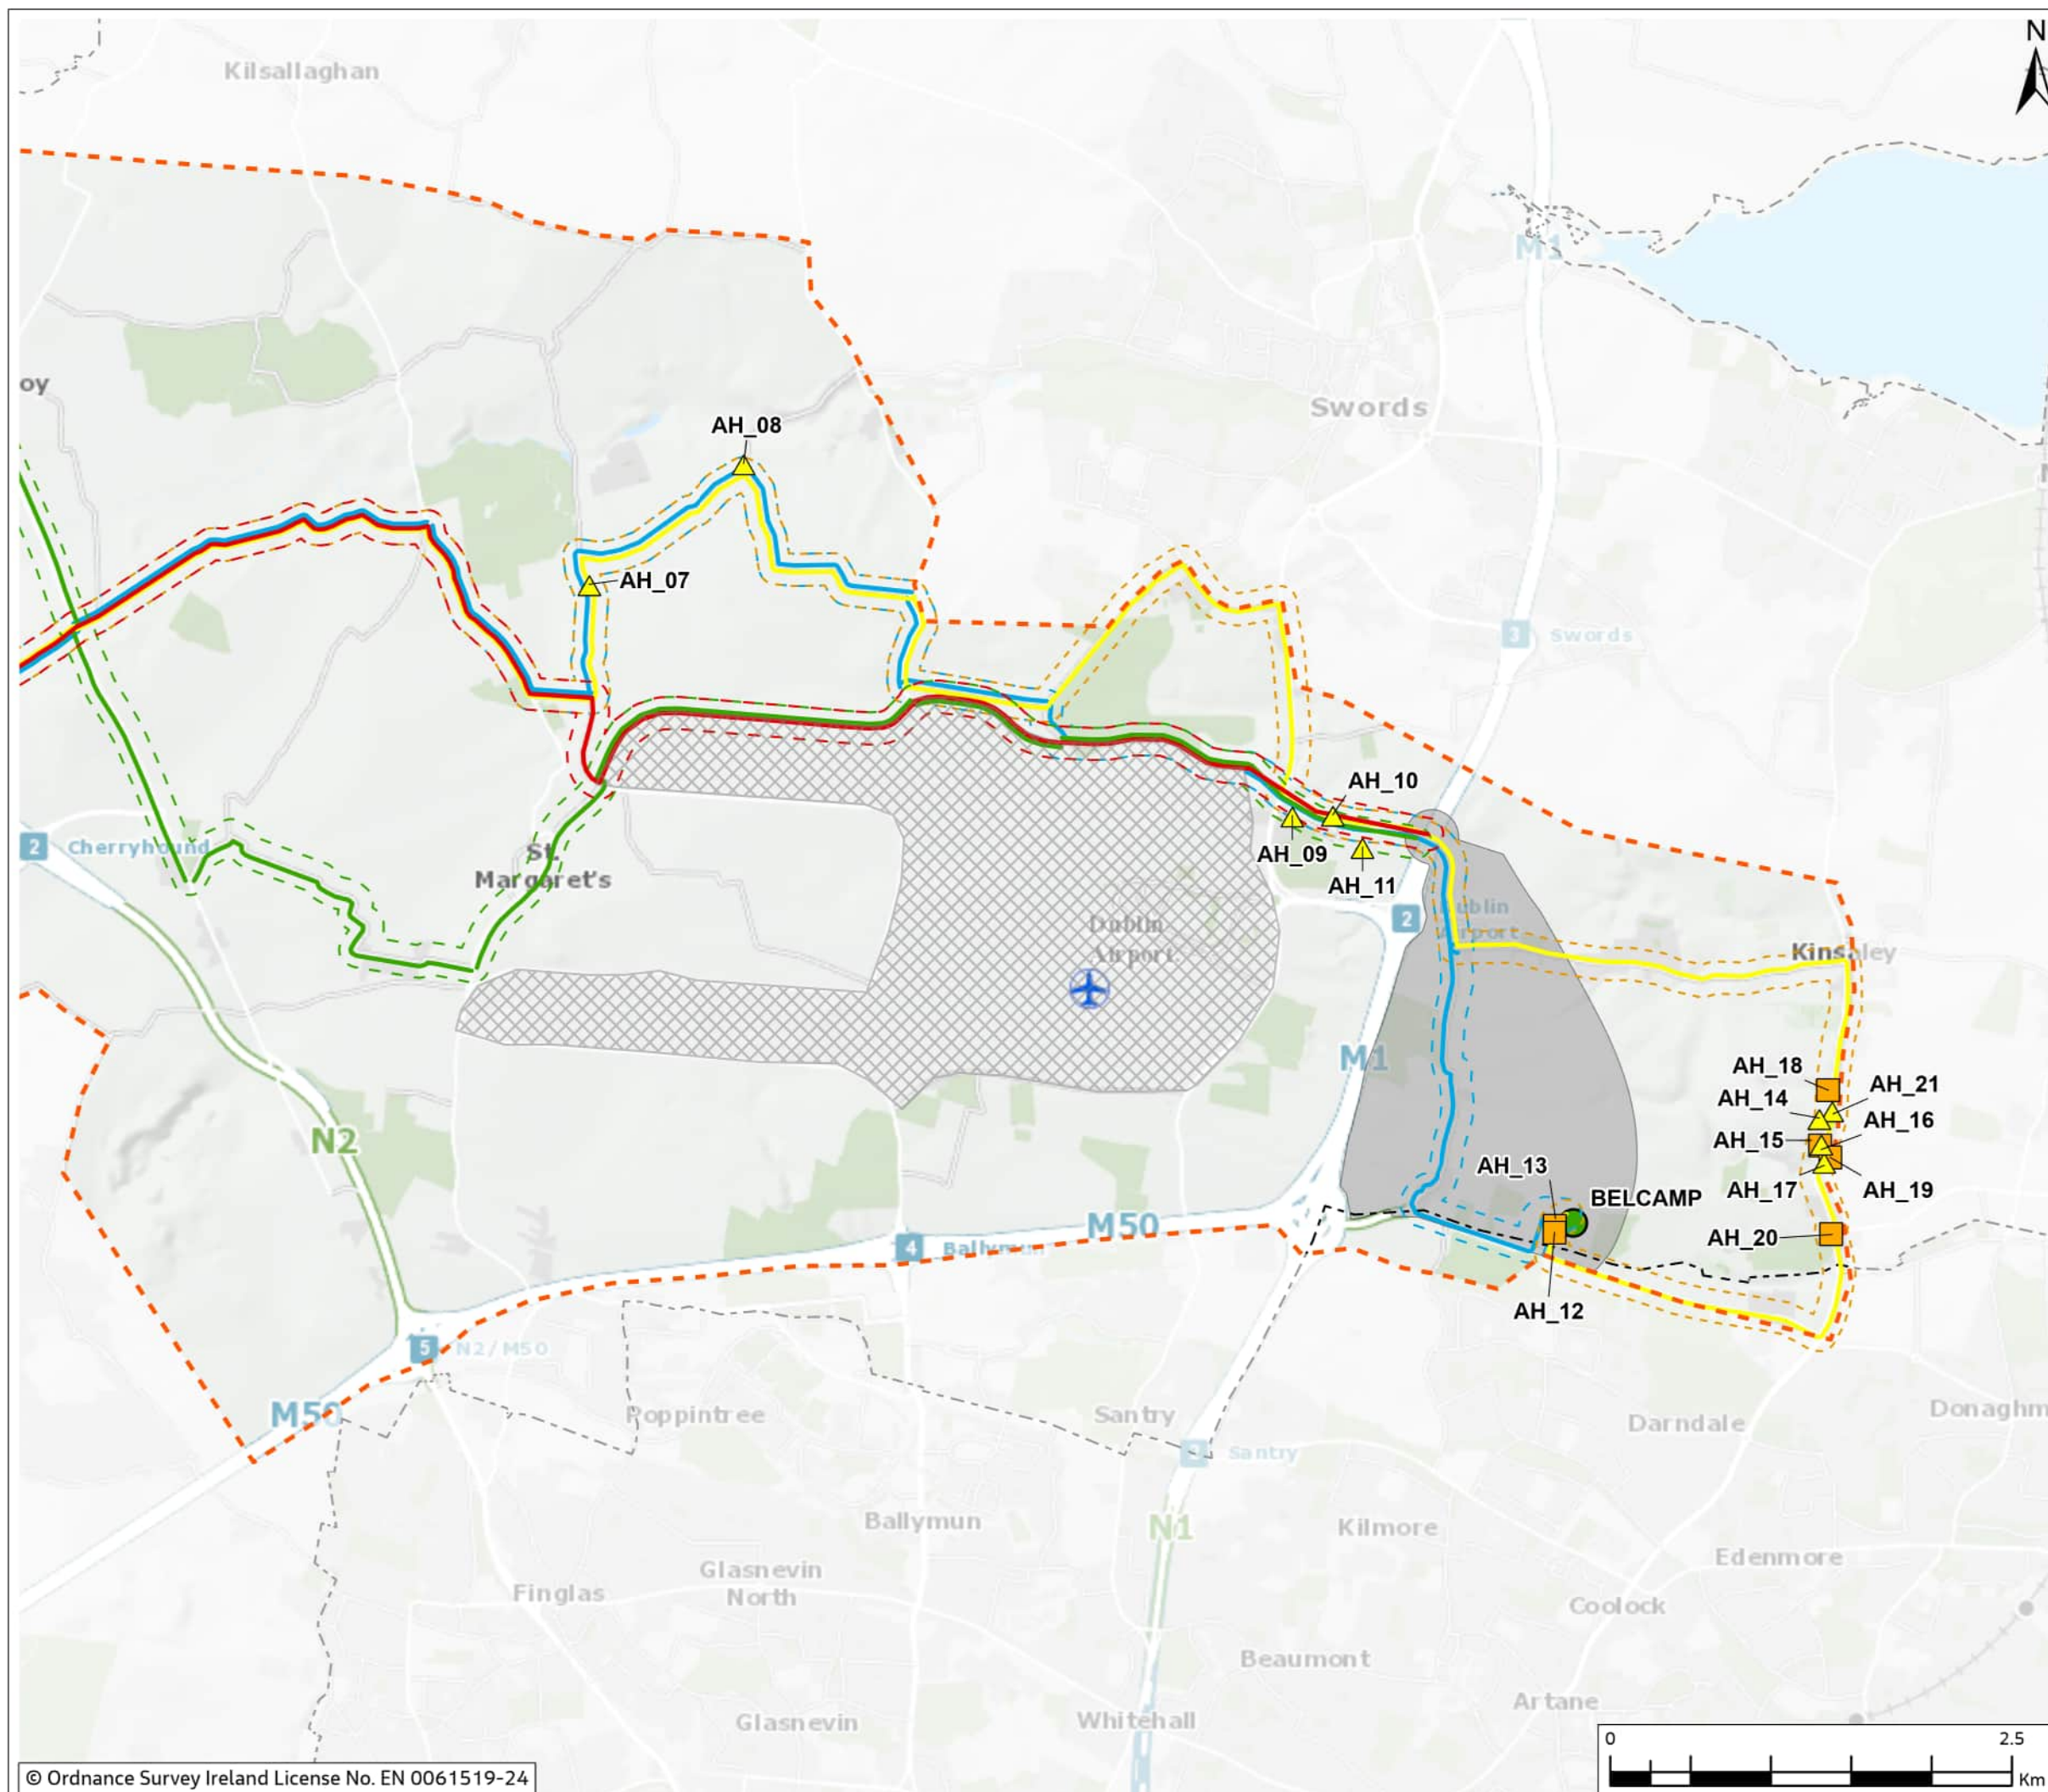 N
Kilsallaghan
M1
oy
Swords
AH_08
AH_07
3
Swords
AH_10
2
Cherryhound
St.
Margaret's
AH_09
AH_11
2
Dublin
Airport
Dublin
Airport
Kinsaley
M1
AH_18
AH_21
AH_14
AH_16
AH_15
AH_13
AH_17
AH_19
BELCAMP
AH_20
N2
M50
4
Ballymun
AH_12
5
N2/M50
M50
Poppintree
Santry
Darndale
Donaghm
Santry
Ballymun
N1
Kilmore
Edenmore
Glasnevin
North
Finglas
Coolock
Beaumont
Artane
Glasnevin
Whitehall
0
2.5
Km
© Ordnance Survey Ireland License No. EN 0061519-24